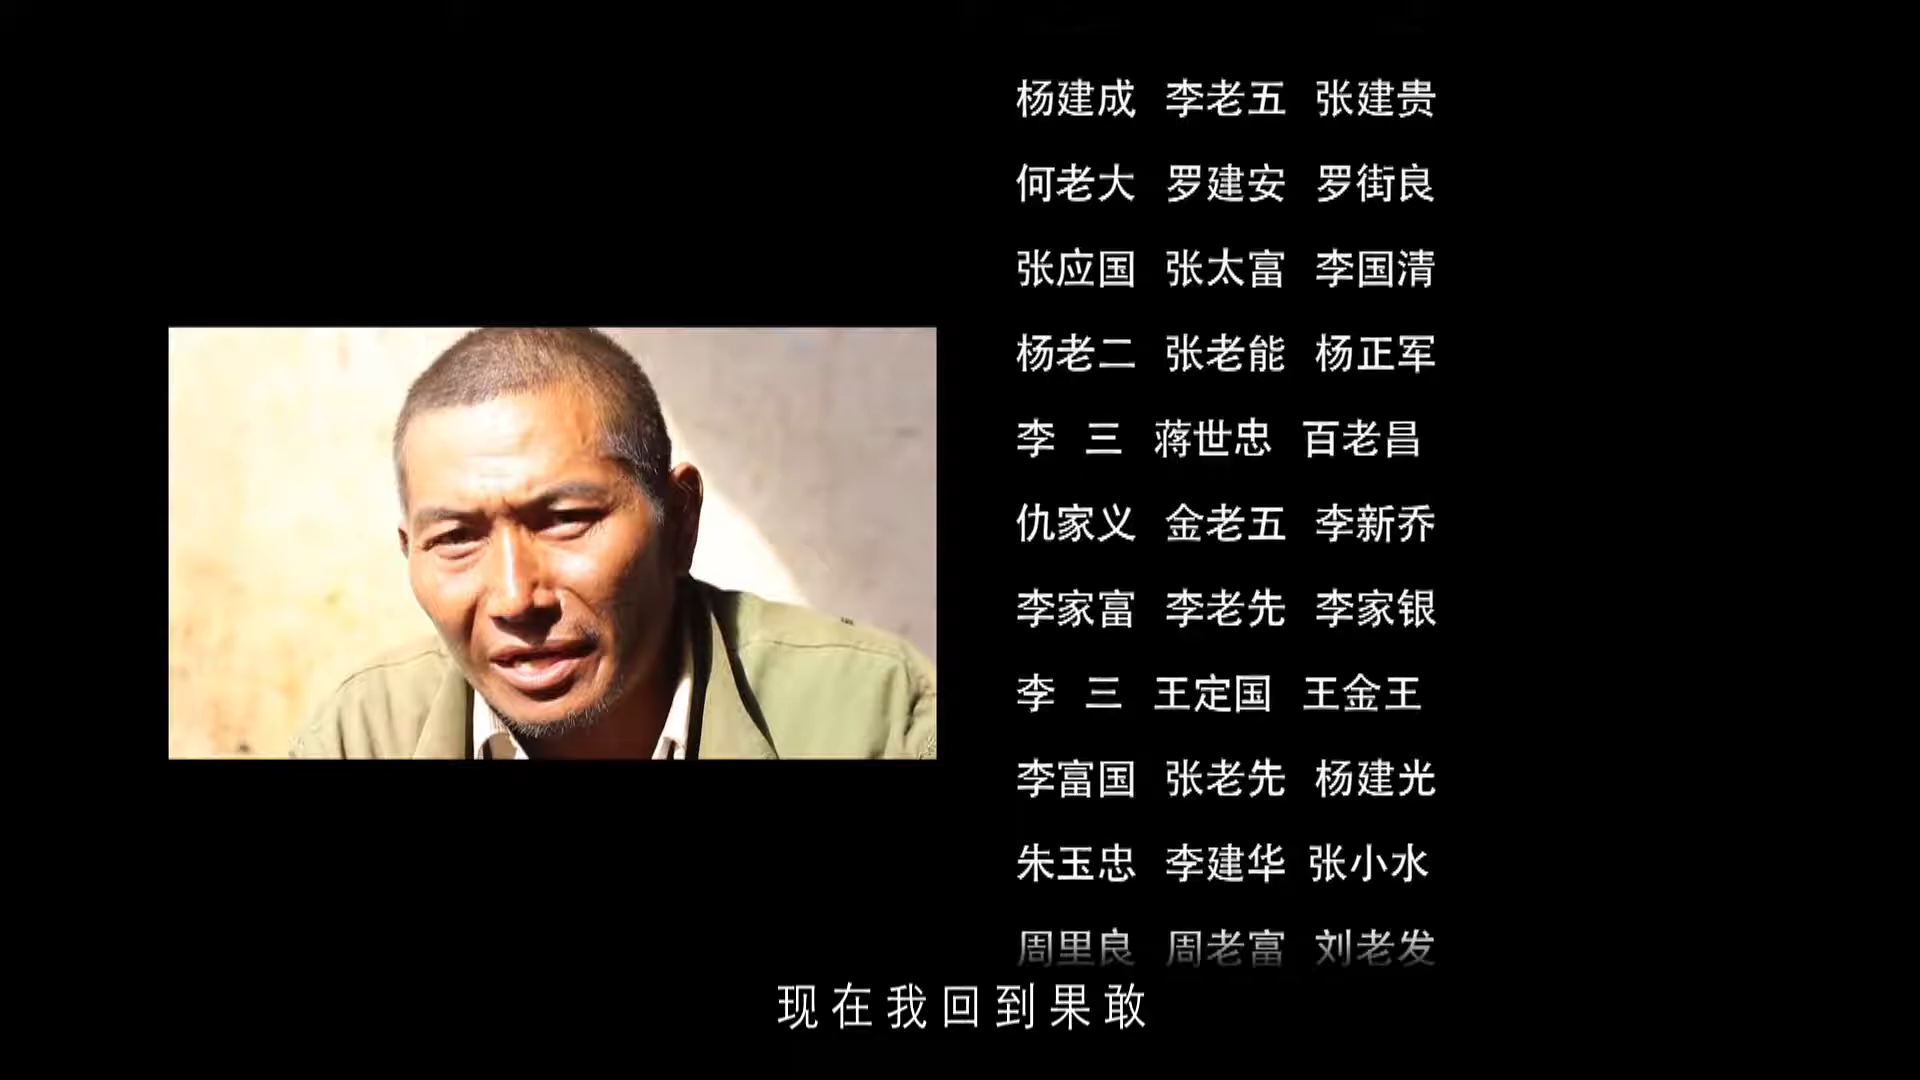 杨建成 李老五 张建贵
何老大 罗建安 罗街良
张应国 张太富 李国清
杨老二 张老能 杨正军
李 三 蒋世忠 百老昌
仇家义 金老五 李新乔
李家富 李老先 李家银
李 三 王定国 王金王
李富国 张老先 杨建光
朱玉忠 李建华 张小水
周里良 周老富 刘老发
现在我回到果敢